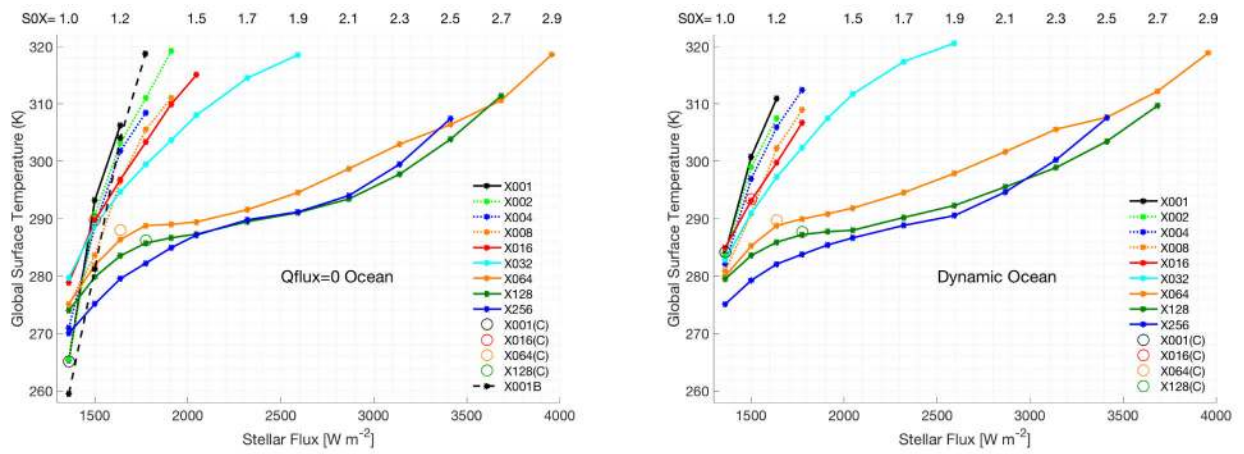 S0X= 1.0 1.2 1.5 1.7 1.9 2.1 2.3 2.5 2.7 2.9
320
310
300
290
280
270
260
Global Surface Temperature (K)
Qflux=0 Ocean
X001
X002
X004
X008
X016
X032
X064
X128
X256
X001(C)
X016(C)
X064(C)
X128(C)
X001B
1500 2000 2500 3000 3500 4000
Stellar Flux [W m⁻²]
S0X= 1.0 1.2 1.5 1.7 1.9 2.1 2.3 2.5 2.7 2.9
320
310
300
290
280
270
260
Global Surface Temperature (K)
Dynamic Ocean
X001
X002
X004
X008
X016
X032
X064
X128
X256
X001(C)
X016(C)
X064(C)
X128(C)
1500 2000 2500 3000 3500 4000
Stellar Flux [W m⁻²]